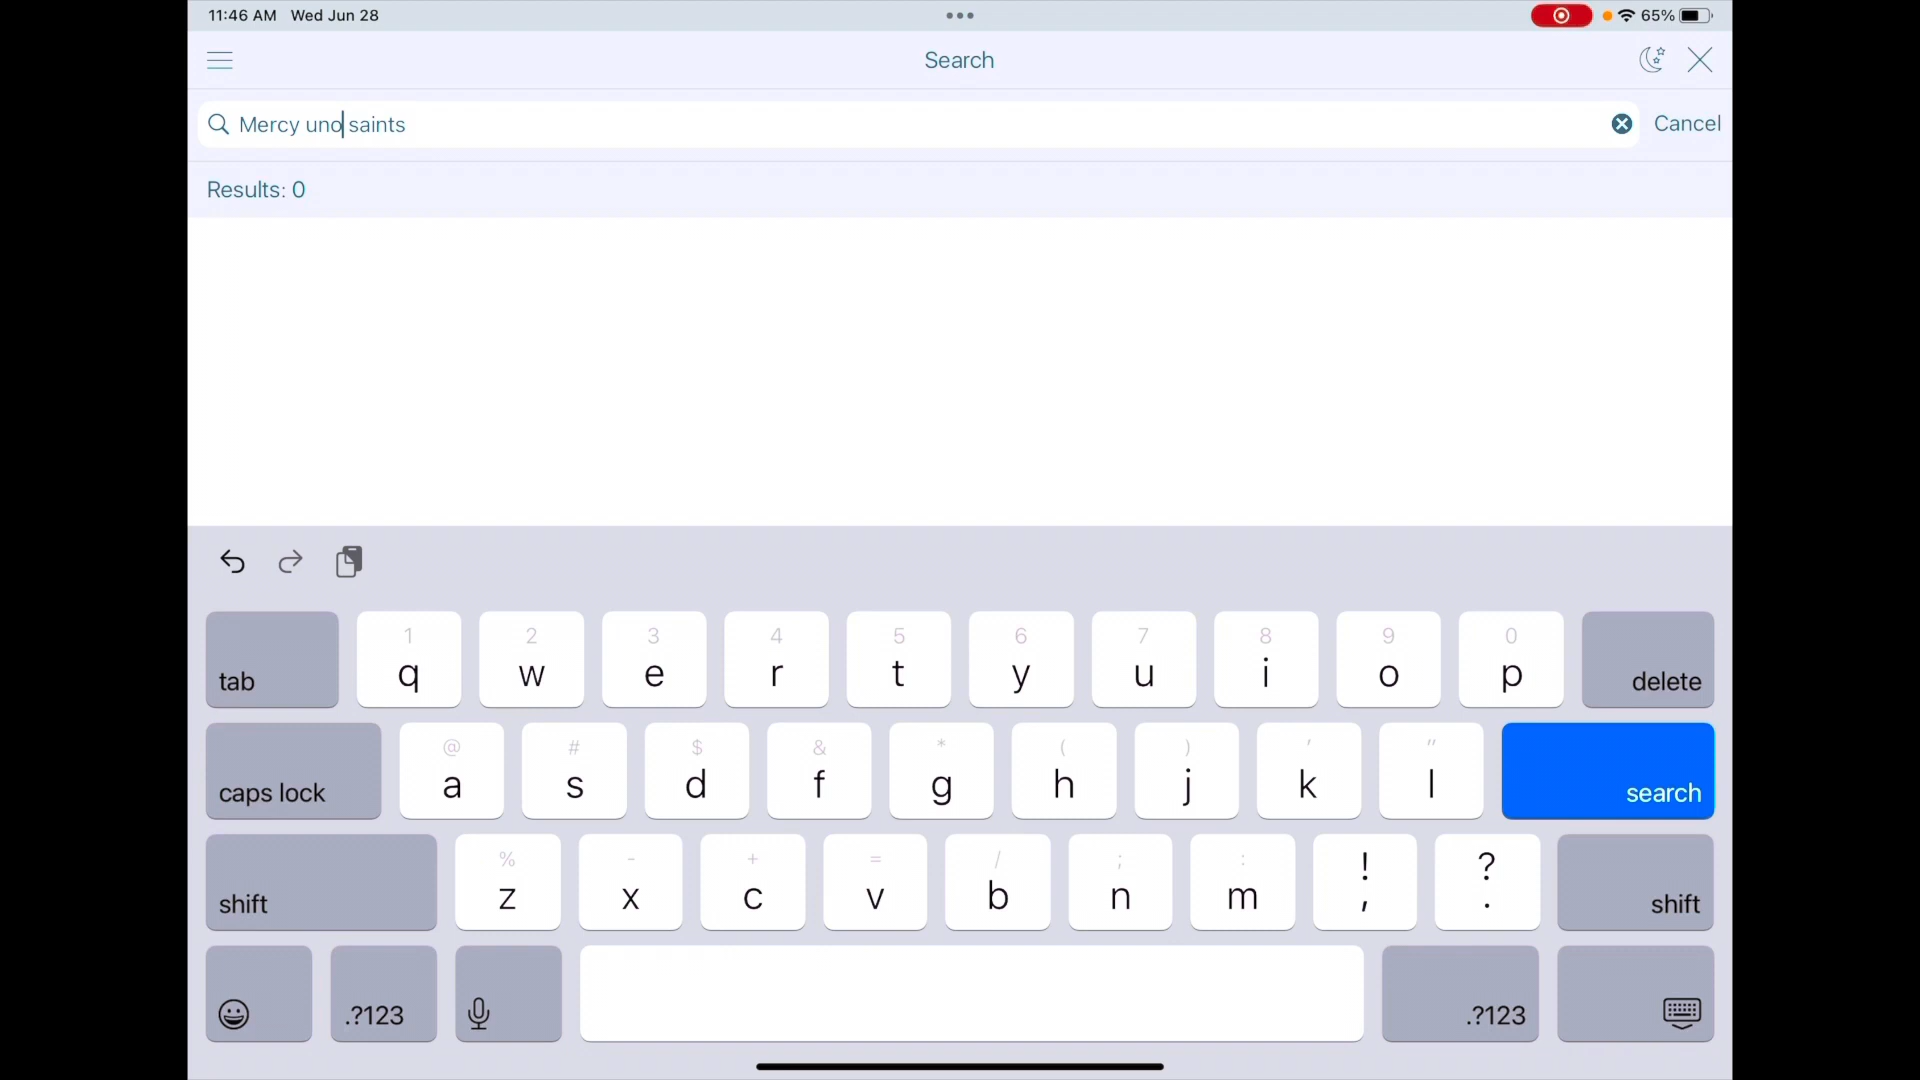 11:46 AM Wed Jun 28
65%
Search
Mercy uno saints
Cancel
Results: 0
1 2 3 4 5 6 7 8 9 0
tab q w e r t y u i o p delete
@ # $ & * ( ) ' "
caps lock a s d f g h j k l search
% - + = / ; : ! ?
shift z x c v b n m , . shift
.?123 .?123